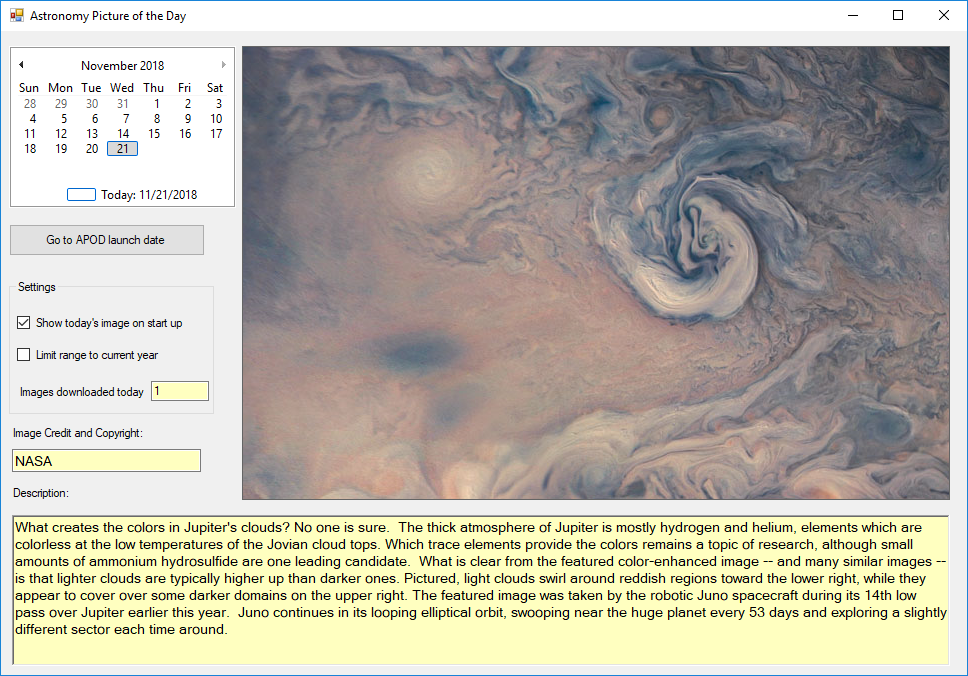 Astronomy Picture of the Day
November 2018
Sun Mon Tue Wed Thu Fri Sat
28 29 30 31 1 2 3
4 5 6 7 8 9 10
11 12 13 14 15 16 17
18 19 20 21
Today: 11/21/2018
Go to APOD launch date
Settings
Show today's image on start up
Limit range to current year
Images downloaded today 1
Image Credit and Copyright:
NASA
Description:
What creates the colors in Jupiter's clouds? No one is sure.  The thick atmosphere of Jupiter is mostly hydrogen and helium, elements which are
colorless at the low temperatures of the Jovian cloud tops. Which trace elements provide the colors remains a topic of research, although small
amounts of ammonium hydrosulfide are one leading candidate.  What is clear from the featured color-enhanced image -- and many similar images --
is that lighter clouds are typically higher up than darker ones. Pictured, light clouds swirl around reddish regions toward the lower right, while they
appear to cover over some darker domains on the upper right. The featured image was taken by the robotic Juno spacecraft during its 14th low
pass over Jupiter earlier this year.  Juno continues in its looping elliptical orbit, swooping near the huge planet every 53 days and exploring a slightly
different sector each time around.